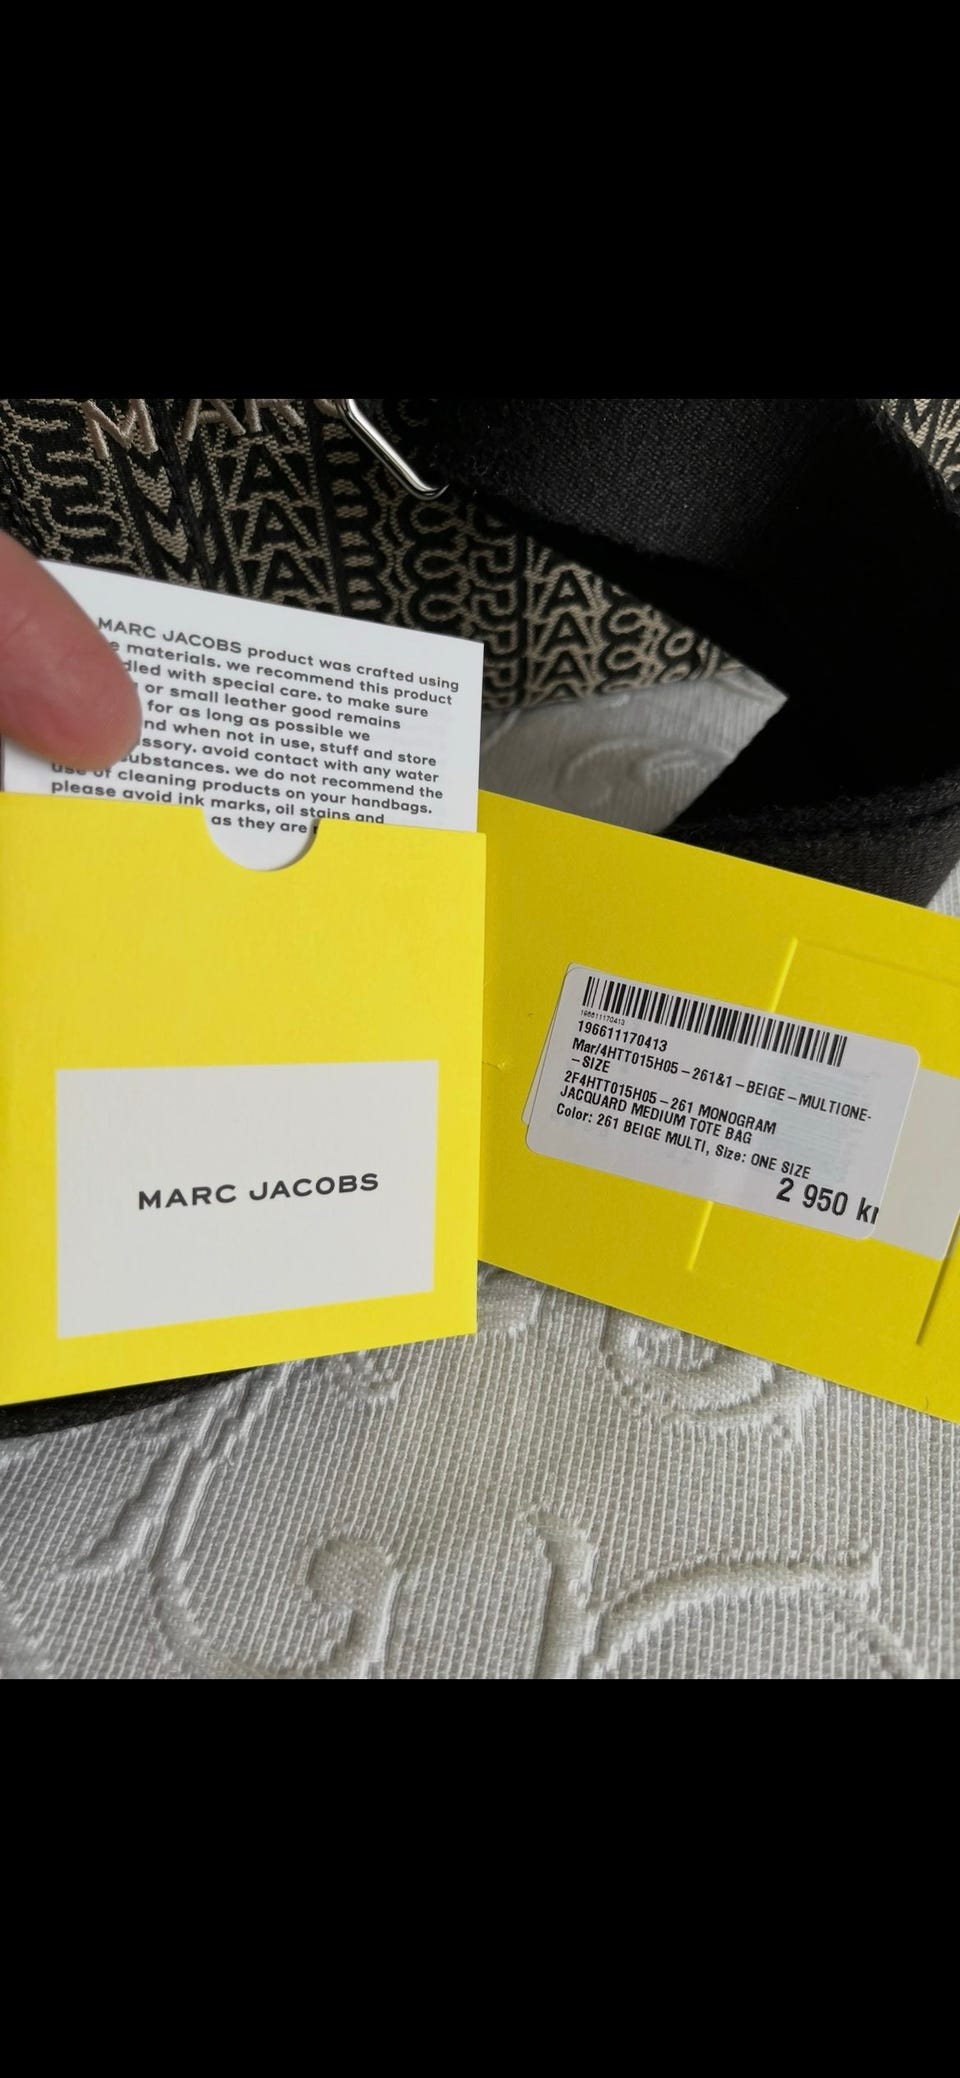 MARC
MARC JACOBS product was crafted using
materials. we recommend this product
with special care. to make sure
or small leather good remains
for as long as possible we
when not in use, stuff and store
avoid contact with any water
substances. we do not recommend the
use of cleaning products on your handbags.
please avoid ink marks, oil stains and
as they are
MARC JACOBS
196611170413
196611170413
Mar/4HTT015H05-261&1-BEIGE-MULTIONE-
-SIZE
2F4HTT015H05-261 MONOGRAM
JACQUARD MEDIUM TOTE BAG
Color: 261 BEIGE MULTI, Size: ONE SIZE
2 950 kr